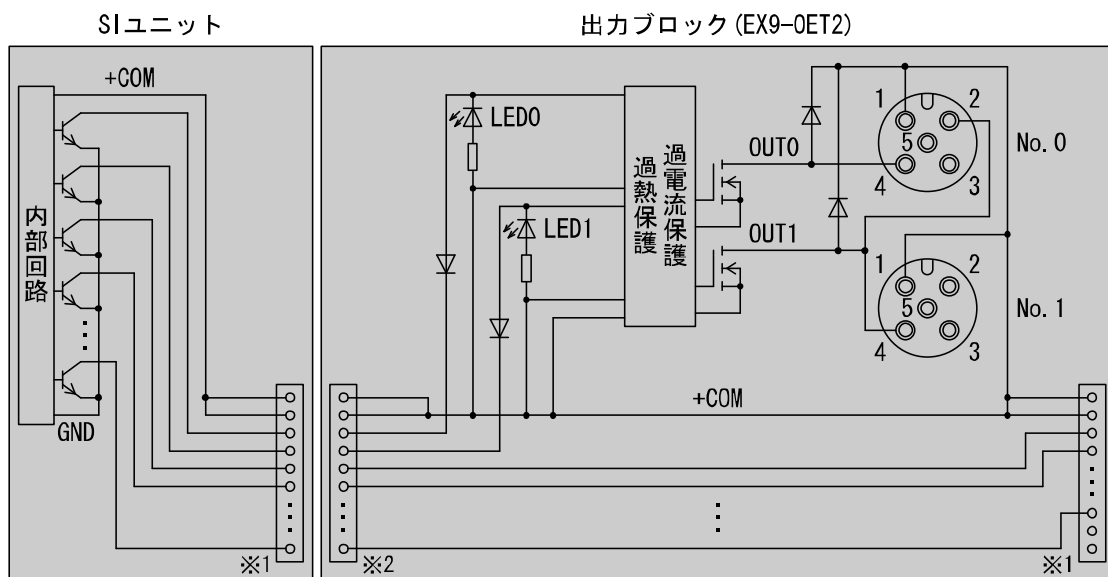 SIユニット
出力ブロック(EX9-OET2)
+COM
内部回路
GND
※1
LED0
LED1
過熱保護
過電流保護
OUT0
OUT1
1
2
5
4
3
No.0
1
2
5
4
3
No.1
+COM
※2
※1